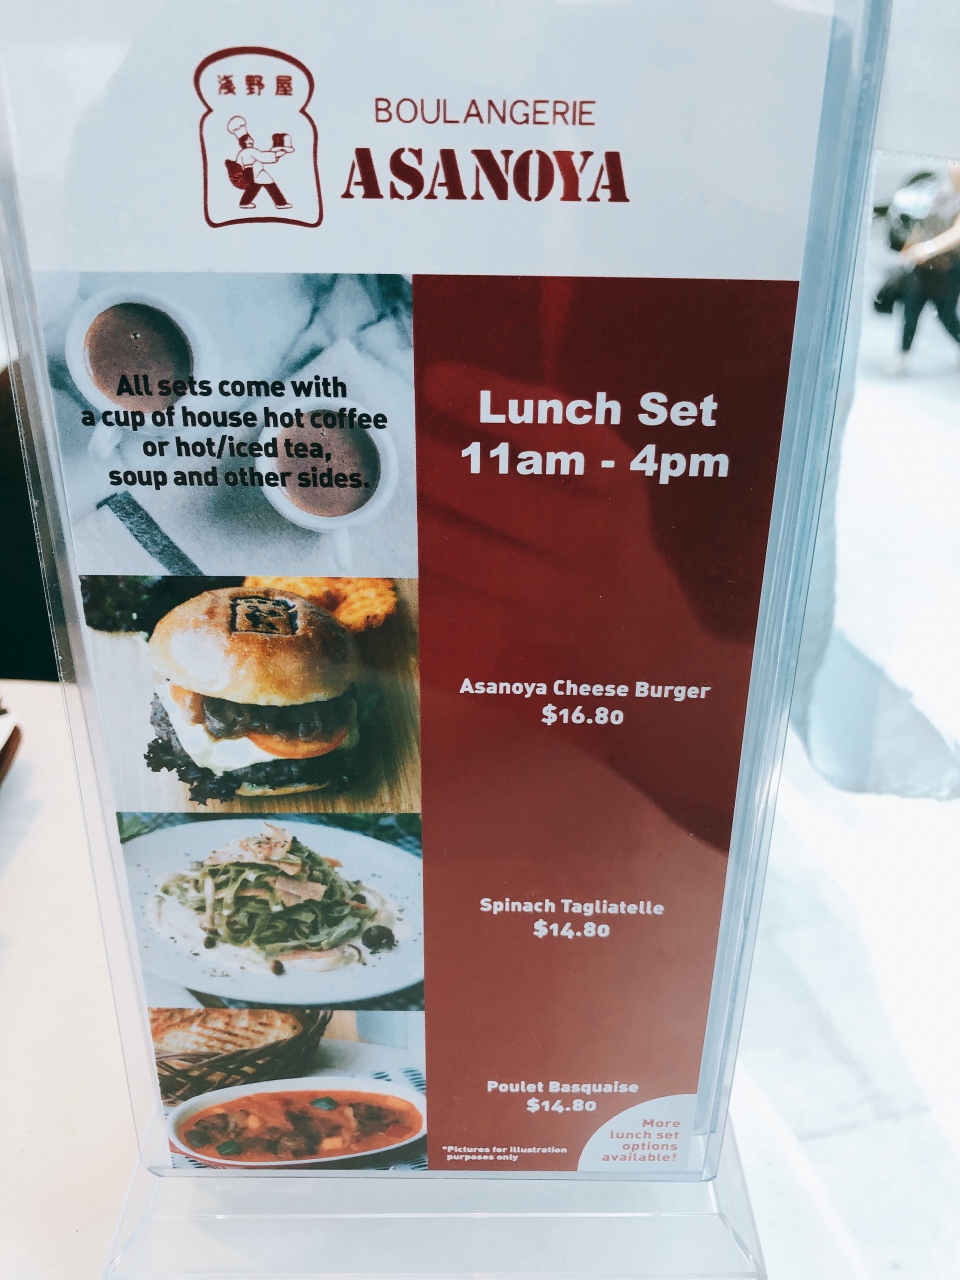 浅野屋
BOULANGERIE
ASANOYA
All sets come with
a cup of house hot coffee
or hot/iced tea,
soup and other sides.
Lunch Set
11am - 4pm
Asanoya Cheese Burger
$16.80
Spinach Tagliatelle
$14.80
Poulet Basquaise
$14.80
*Pictures for illustration
purposes only
More
lunch set
options
available!